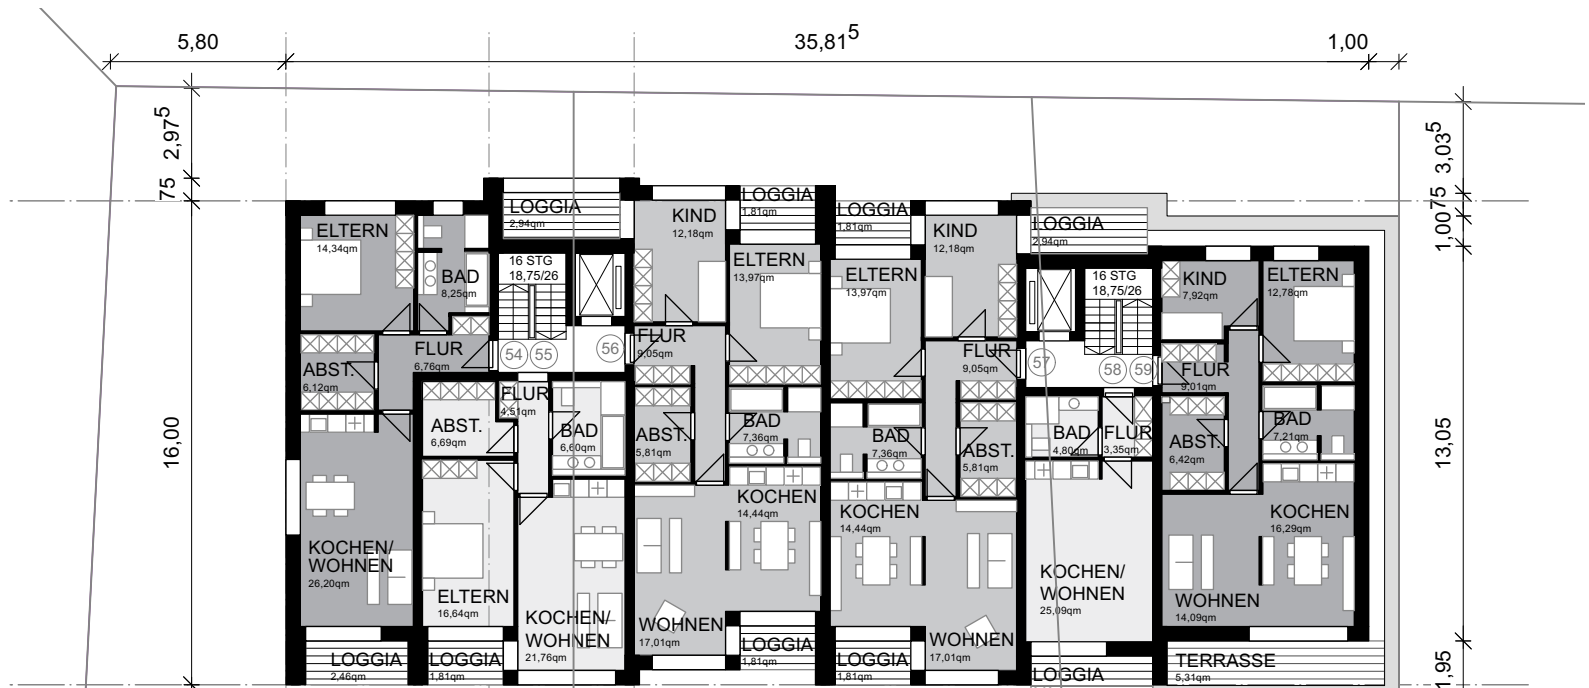 5,80
35,81⁵
1,00
2,97⁵
75
16,00
3,03⁵
75
1,00
13,05
1,95
ELTERN
14,34qm
BAD
8,25qm
LOGGIA
2,94qm
16 STG
18,75/26
KIND
12,18qm
LOGGIA
1,81qm
ELTERN
13,97qm
LOGGIA
1,81qm
ELTERN
13,97qm
KIND
12,18qm
LOGGIA
2,94qm
16 STG
18,75/26
KIND
7,92qm
ELTERN
12,78qm
ABST.
6,12qm
FLUR
6,76qm
54
55
56
FLUR
9,05qm
FLUR
9,05qm
57
58
59
FLUR
9,01qm
ABST.
6,69qm
FLUR
4,51qm
BAD
6,60qm
ABST.
5,81qm
BAD
7,36qm
BAD
7,36qm
ABST.
5,81qm
BAD
4,80qm
FLUR
3,35qm
ABST.
6,42qm
BAD
7,21qm
KOCHEN/
WOHNEN
26,20qm
ELTERN
16,64qm
KOCHEN/
WOHNEN
21,76qm
KOCHEN
14,44qm
WOHNEN
17,01qm
KOCHEN
14,44qm
WOHNEN
17,01qm
KOCHEN/
WOHNEN
25,09qm
KOCHEN
16,29qm
WOHNEN
14,09qm
LOGGIA
2,46qm
LOGGIA
1,81qm
LOGGIA
1,81qm
LOGGIA
1,81qm
LOGGIA
TERRASSE
5,31qm